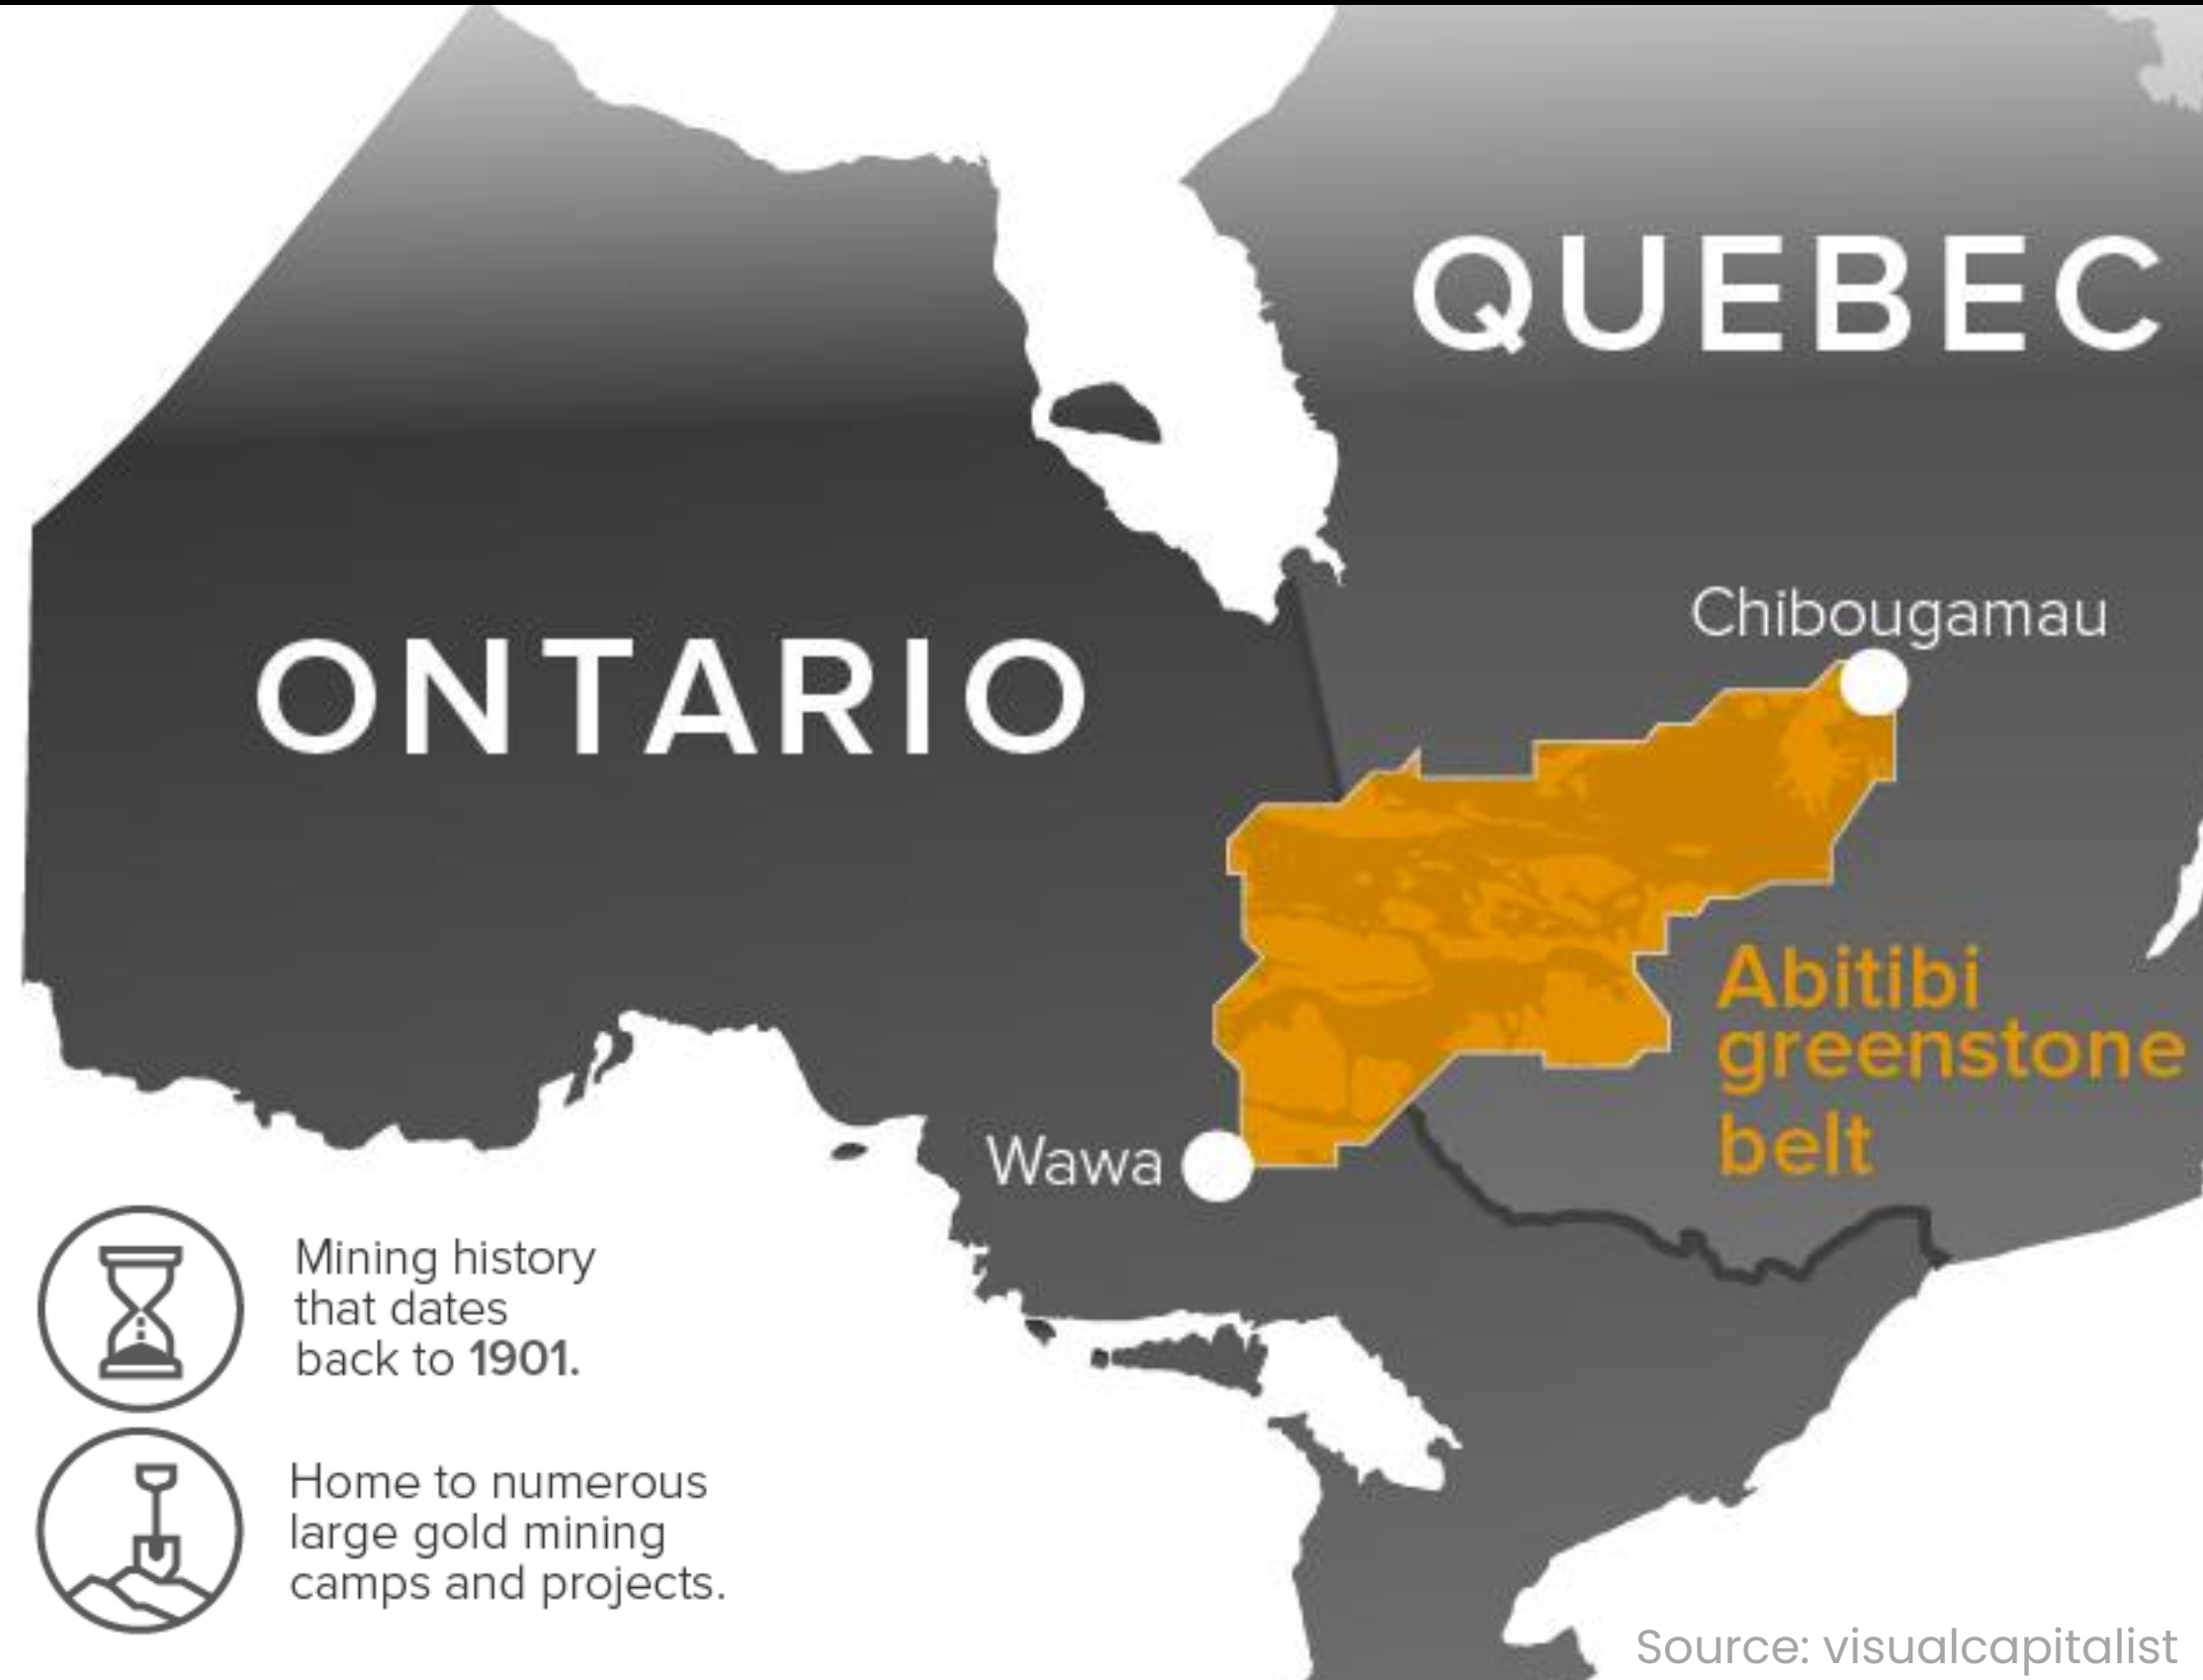 QUEBEC
Chibougamau
ONTARIO
Abitibi
greenstone
belt
Wawa
Mining history
that dates
back to 1901.
Home to numerous
large gold mining
camps and projects.
Source: visualcapitalist